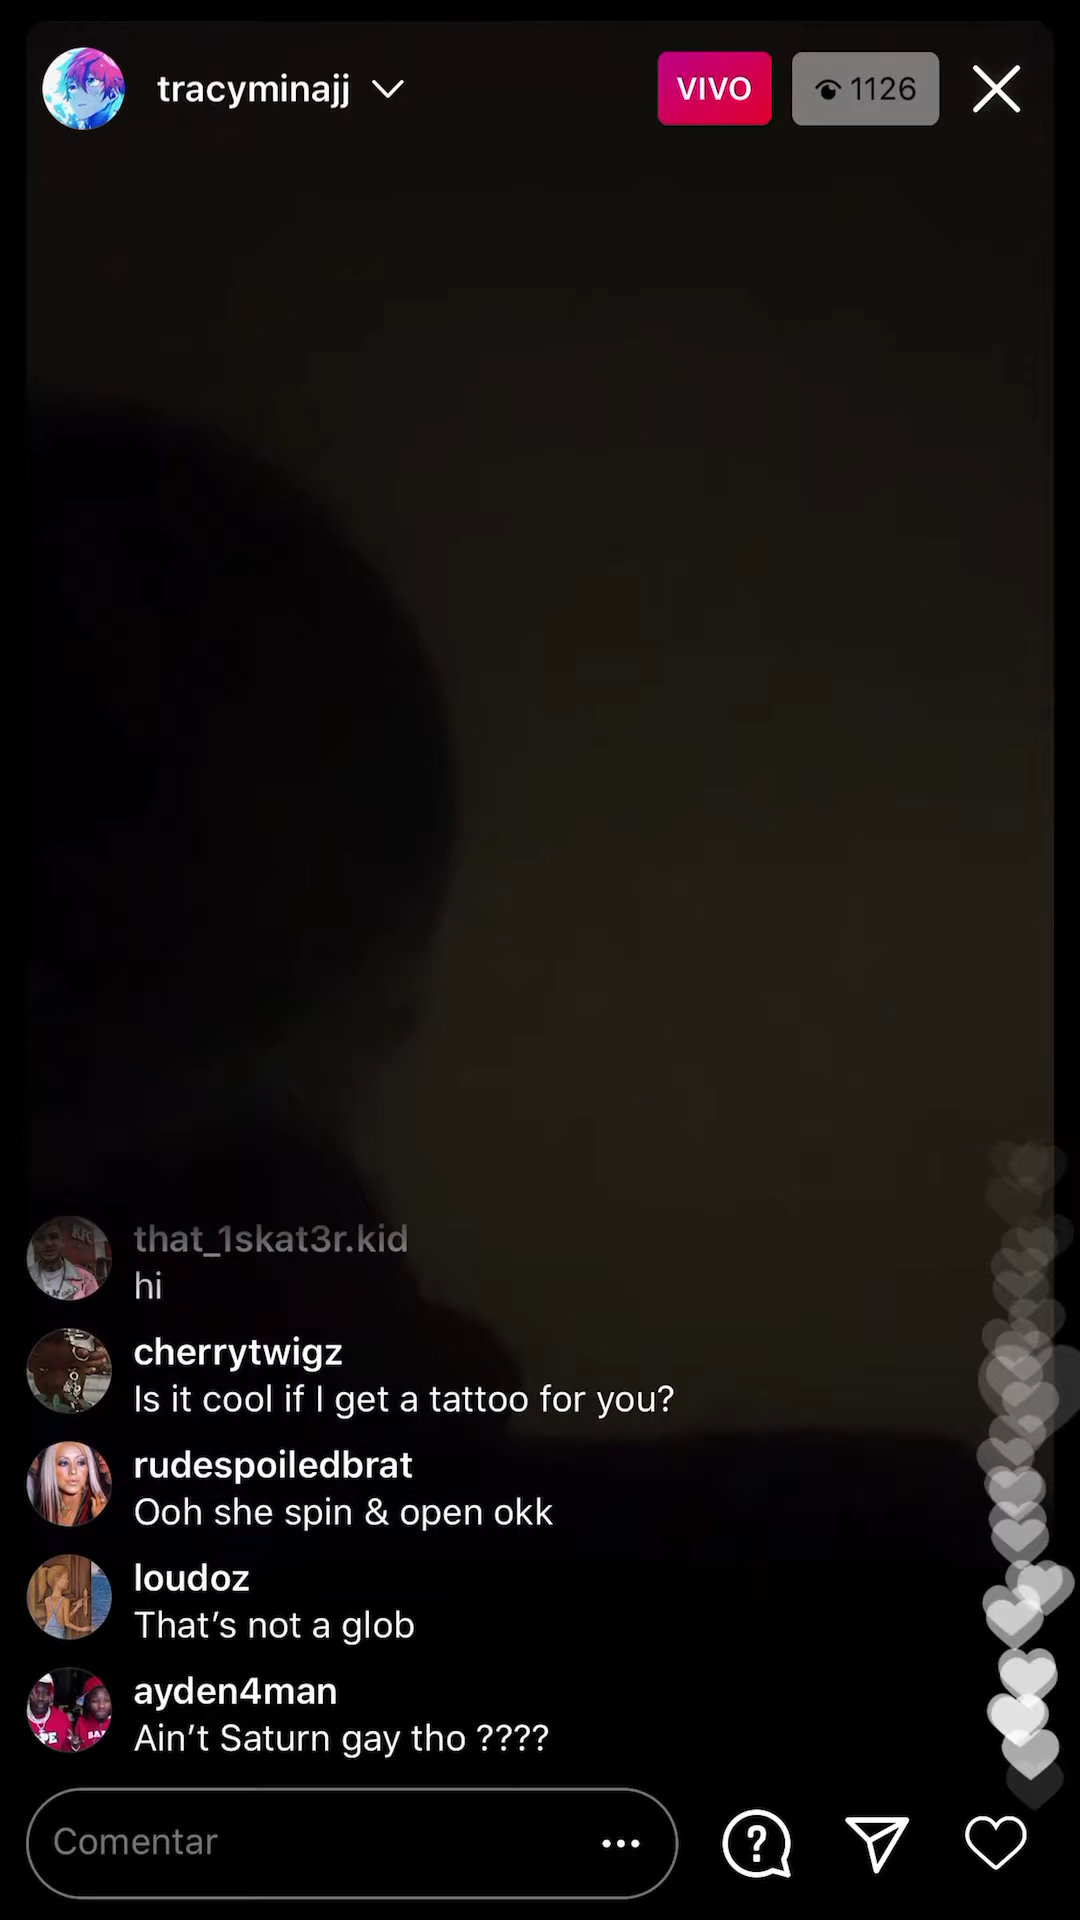 tracyminajj
VIVO
1126
that_1skat3r.kid
hi
cherrytwigz
Is it cool if I get a tattoo for you?
rudespoiledbrat
Ooh she spin & open okk
loudoz
That’s not a glob
ayden4man
Ain’t Saturn gay tho ????
Comentar